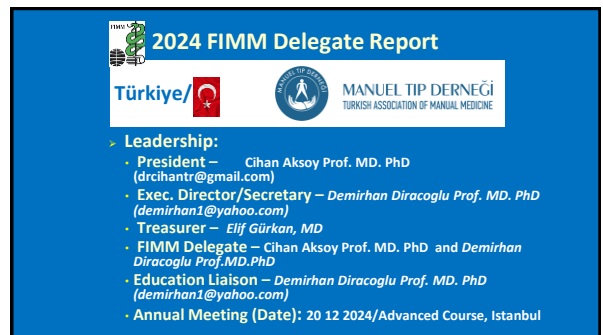 FIMM
2024 FIMM Delegate Report
Türkiye/
MANUEL TIP DERNEĞİ
TURKISH ASSOCIATION OF MANUAL MEDICINE
➢ Leadership:
• President – Cihan Aksoy Prof. MD. PhD
(drcihantr@gmail.com)
• Exec. Director/Secretary – Demirhan Diracoglu Prof. MD. PhD
(demirhan1@yahoo.com)
• Treasurer – Elif Gürkan, MD
• FIMM Delegate – Cihan Aksoy Prof. MD. PhD and Demirhan
Diracoglu Prof.MD.PhD
• Education Liaison – Demirhan Diracoglu Prof. MD. PhD
(demirhan1@yahoo.com)
• Annual Meeting (Date): 20 12 2024/Advanced Course, Istanbul